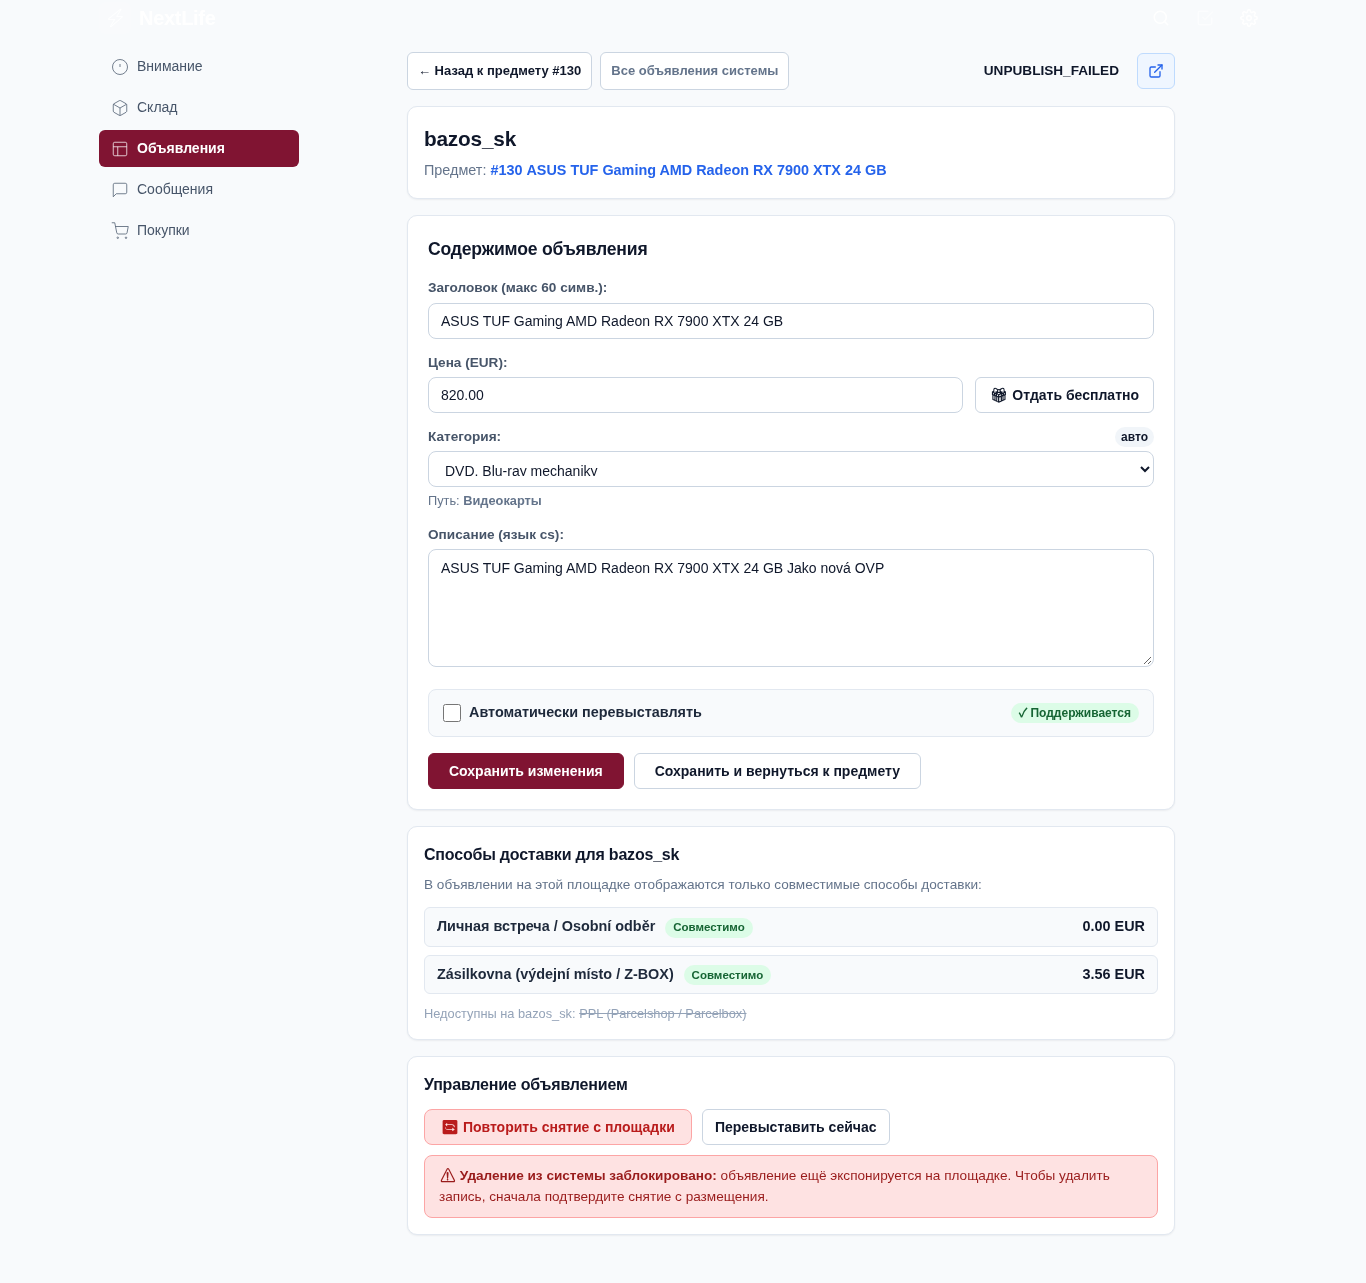 NextLife
Внимание
Склад
Объявления
Сообщения
Покупки
← Назад к предмету #130
Все объявления системы
UNPUBLISH_FAILED
bazos_sk
Предмет: #130 ASUS TUF Gaming AMD Radeon RX 7900 XTX 24 GB
Содержимое объявления
Заголовок (макс 60 симв.):
ASUS TUF Gaming AMD Radeon RX 7900 XTX 24 GB
Цена (EUR):
820.00
Отдать бесплатно
Категория:
авто
DVD, Blu-ray mechaniky
Путь: Видеокарты
Описание (язык cs):
ASUS TUF Gaming AMD Radeon RX 7900 XTX 24 GB Jako nová OVP
Автоматически перевыставлять
✓ Поддерживается
Сохранить изменения
Сохранить и вернуться к предмету
Способы доставки для bazos_sk
В объявлении на этой площадке отображаются только совместимые способы доставки:
Личная встреча / Osobní odběr
Совместимо
0.00 EUR
Zásilkovna (výdejní místo / Z-BOX)
Совместимо
3.56 EUR
Недоступны на bazos_sk: PPL (Parcelshop / Parcelbox)
Управление объявлением
Повторить снятие с площадки
Перевыставить сейчас
⚠ Удаление из системы заблокировано: объявление ещё экспонируется на площадке. Чтобы удалить
запись, сначала подтвердите снятие с размещения.